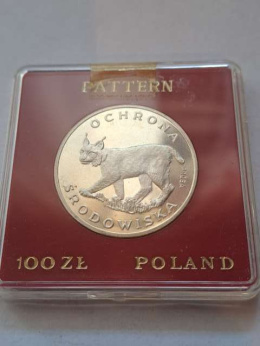 PATTERN
OCHRONA
ŚRODOWISKA
100 ZŁ POLAND